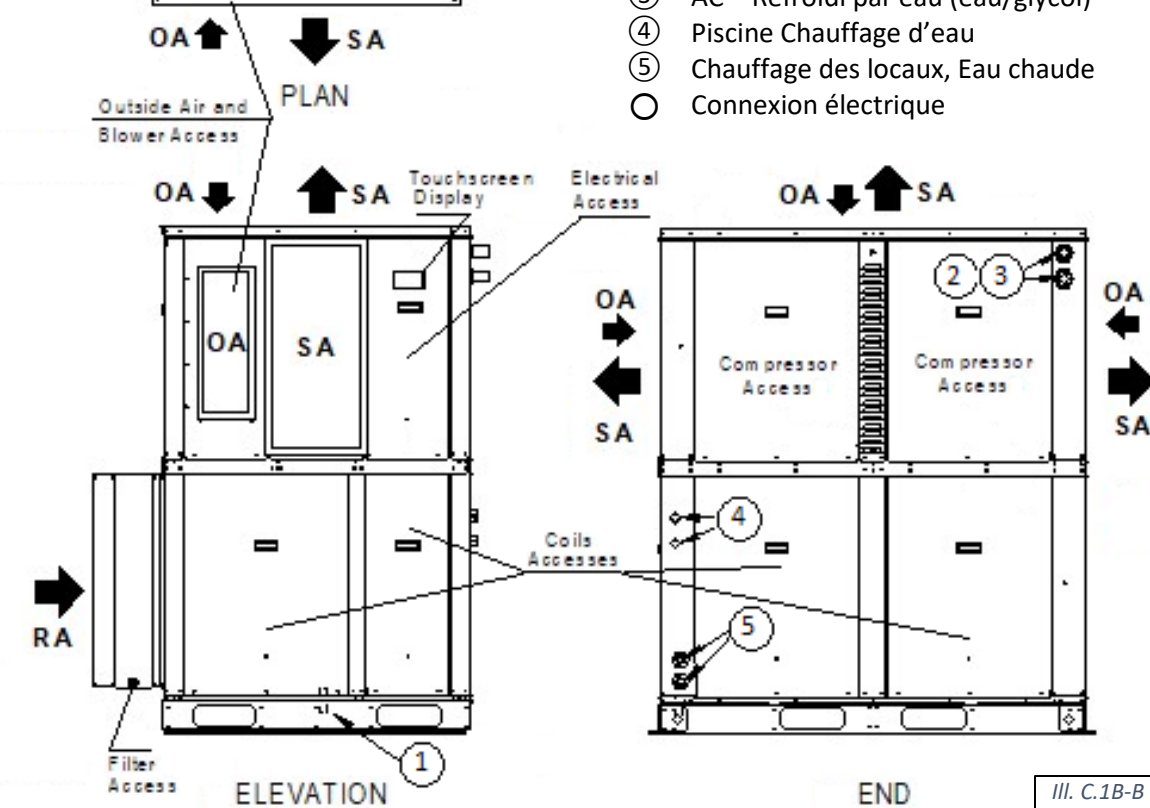 ③ AC – Refroidi par eau (eau/glycol)
④ Piscine Chauffage d’eau
⑤ Chauffage des locaux, Eau chaude
○ Connexion électrique
OA SA
PLAN
Outside Air and
Blower Access
OA SA
Touchscreen
Display
Electrical
Access
OA SA
OA
SA
2 3
OA
SA
Compressor
Access
Compressor
Access
OA
SA
4
Coils
Accesses
RA
5
Filter
Access
1
ELEVATION
END
Ill. C.1B-B